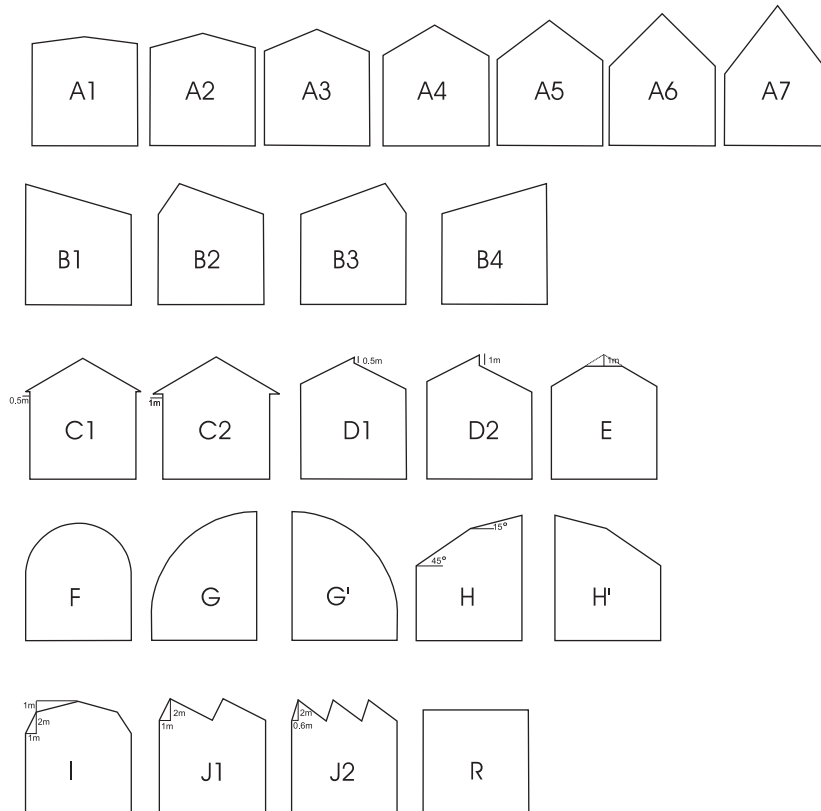 A1 A2 A3 A4 A5 A6 A7
B1 B2 B3 B4
0.5m 1m
1m
0,5m 1m
C1 C2 D1 D2 E
15°
45°
F G G' H H'
1m
2m 2m 2m
1m 1m 0.6m
I J1 J2 R